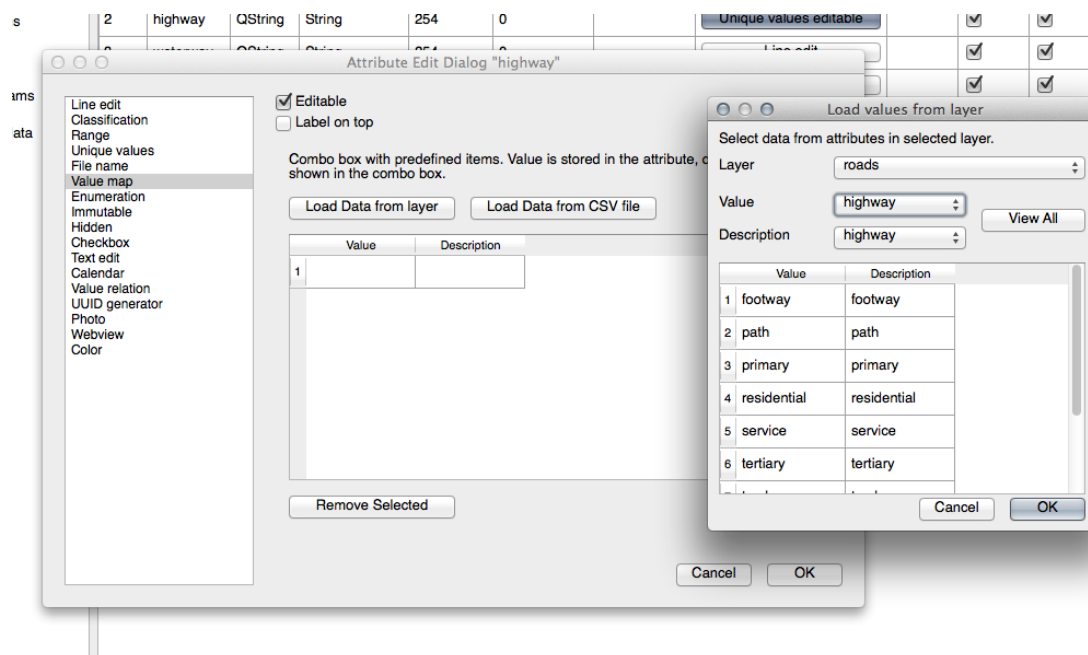 s
2 highway QString String 254 0 Unique values editable
Attribute Edit Dialog "highway"
ams
ata
Line edit
Classification
Range
Unique values
File name
Value map
Enumeration
Immutable
Hidden
Checkbox
Text edit
Calendar
Value relation
UUID generator
Photo
Webview
Color
Editable
Label on top
Combo box with predefined items. Value is stored in the attribute,
shown in the combo box.
Load Data from layer Load Data from CSV file
Value Description
1
Remove Selected
Cancel OK
Load values from layer
Select data from attributes in selected layer.
Layer roads
Value highway
View All
Description highway
Value Description
1 footway footway
2 path path
3 primary primary
4 residential residential
5 service service
6 tertiary tertiary
Cancel OK